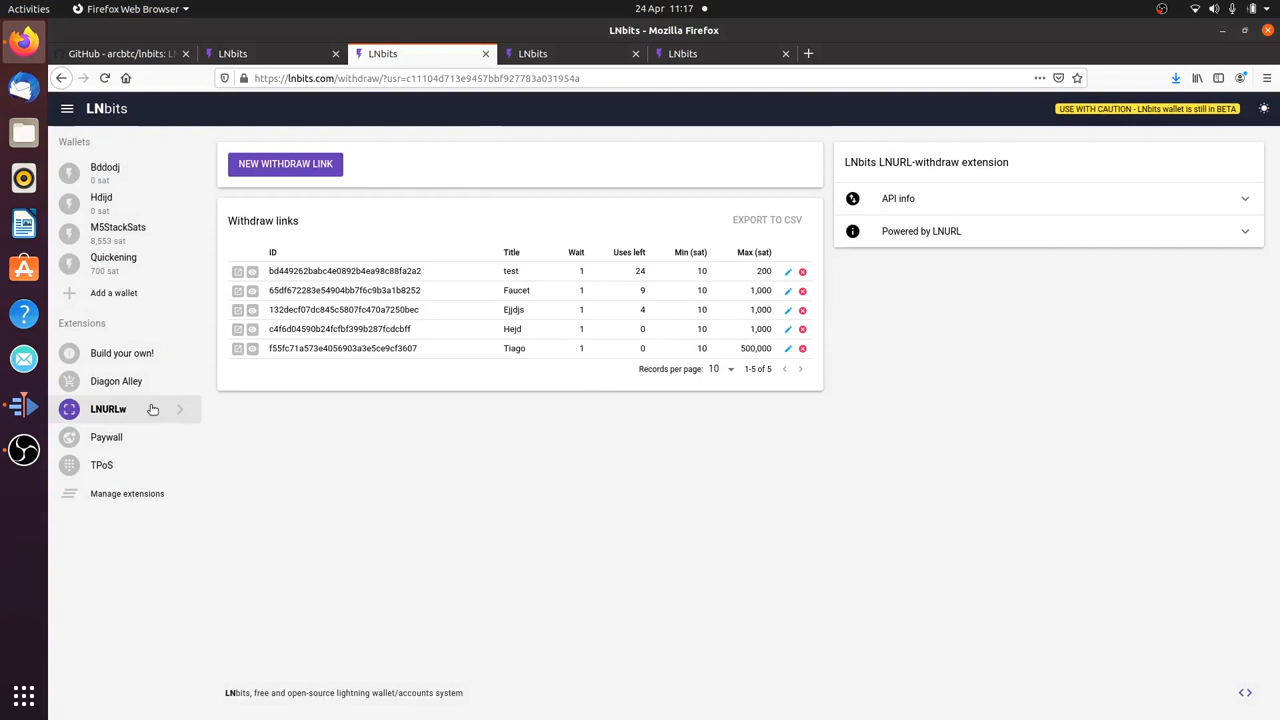 Activities
Firefox Web Browser
24 Apr 11:17
LNbits - Mozilla Firefox
GitHub - arcbtc/lnbits: LN
LNbits
LNbits
LNbits
LNbits
https://lnbits.com/withdraw/?usr=c11104d713e9457bbf927783a031954a
LNbits
USE WITH CAUTION - LNbits wallet is still in BETA
Wallets
Bddodj
0 sat
Hdijd
0 sat
M5StackSats
8,553 sat
Quickening
700 sat
Add a wallet
Extensions
Build your own!
Diagon Alley
LNURLw
Paywall
TPoS
Manage extensions
NEW WITHDRAW LINK
Withdraw links
EXPORT TO CSV
ID Title Wait Uses left Min (sat) Max (sat)
bd449262babc4e0892b4ea98c88fa2a2 test 1 24 10 200
65df672283e54904bb7f6c9b3a1b8252 Faucet 1 9 10 1,000
132decf07dc845c5807fc470a7250bec Ejjdjs 1 4 10 1,000
c4f6d04590b24fcfbf399b287fcdcbff Hejd 1 0 10 1,000
f55fc71a573e4056903a3e5ce9cf3607 Tiago 1 0 10 500,000
Records per page: 10 1-5 of 5
LNbits LNURL-withdraw extension
API info
Powered by LNURL
LNbits, free and open-source lightning wallet/accounts system